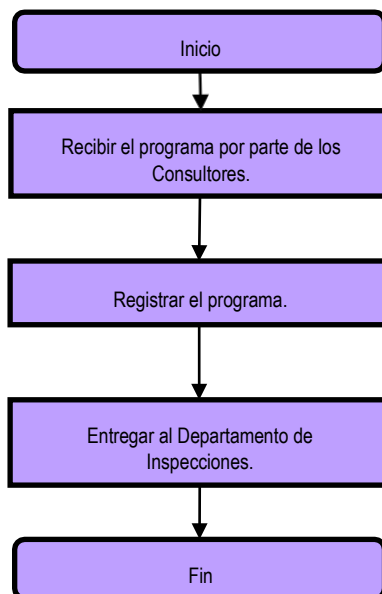 Inicio
Recibir el programa por parte de los
Consultores.
Registrar el programa.
Entregar al Departamento de
Inspecciones.
Fin